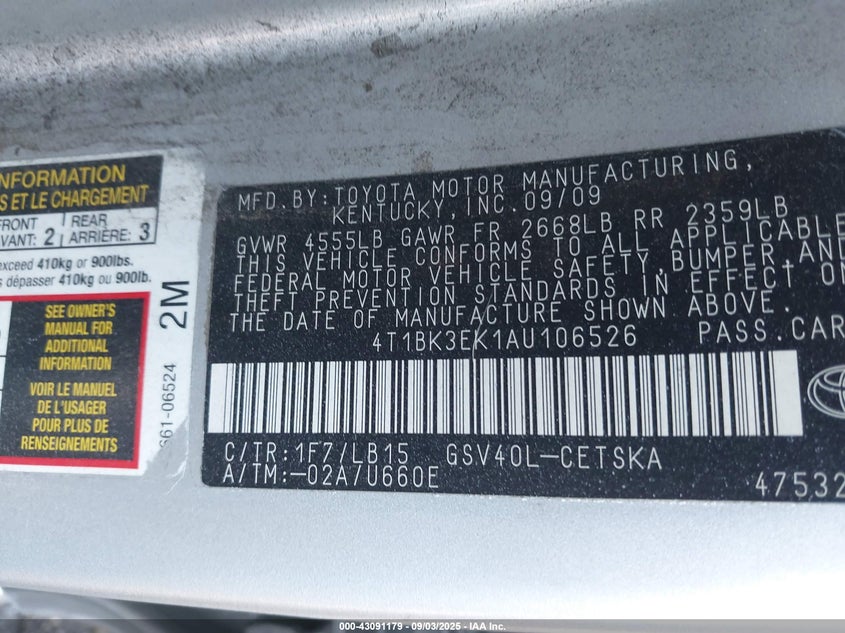 INFORMATION
S ET LE CHARGEMENT
FRONT
VANT: 2
REAR
ARRIÈRE: 3
exceed 410kg or 900lbs.
s dépasser 410kg ou 900lb.
SEE OWNER'S
MANUAL FOR
ADDITIONAL
INFORMATION
VOIR LE MANUEL
DE L'USAGER
POUR PLUS DE
RENSEIGNEMENTS
661-06524
2M
MFD.BY:TOYOTA MOTOR MANUFACTURING,
KENTUCKY,INC.09/09
GVWR 4555LB GAWR FR 2668LB RR 2359LB
THIS VEHICLE CONFORMS TO ALL APPLICABLE
FEDERAL MOTOR VEHICLE SAFETY,BUMPER,AND
THEFT PREVENTION STANDARDS IN EFFECT ON
THE DATE OF MANUFACTURE SHOWN ABOVE.
4T1BK3EK1AU106526 PASS.CAR
C/TR:1F7/LB15 GSV40L-CETSKA
A/TM:-02A/U660E
47532
000-43091179 | 09/03/2025 | IAA Inc.